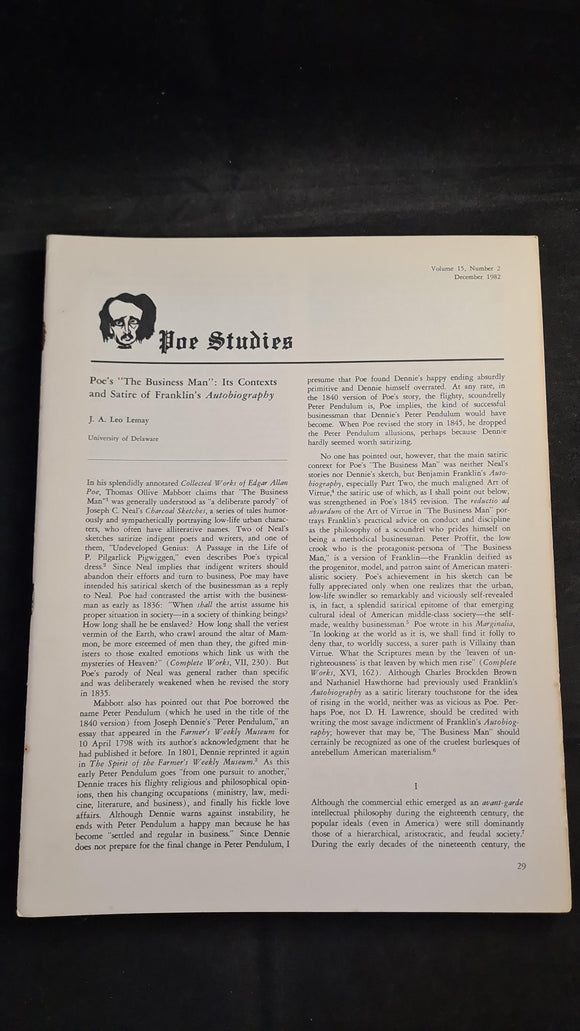 Volume 15, Number 2
December 1982
Poe Studies
Poe's "The Business Man": Its Contexts
and Satire of Franklin's Autobiography
J. A. Leo Lemay
University of Delaware
In his splendidly annotated Collected Works of Edgar Allan
Poe, Thomas Ollive Mabbott claims that "The Business
Man"¹ was generally understood as "a deliberate parody" of
Joseph C. Neal's Charcoal Sketches, a series of tales humor-
ously and sympathetically portraying low-life urban charac-
ters, who often have alliterative names. Two of Neal's
sketches satirize indigent poets and writers, and one of
them, "Undeveloped Genius: A Passage in the Life of
P. Pilgarlick Pigwiggen," even describes Poe's typical
dress.² Since Neal implies that indigent writers should
abandon their efforts and turn to business, Poe may have
intended his satirical sketch of the businessman as a reply
to Neal. Poe had contrasted the artist with the business-
man as early as 1836: "When shall the artist assume his
proper situation in society—in a society of thinking beings?
How long shall he be enslaved? How long shall the veriest
vermin of the Earth, who crawl around the altar of Mam-
mon, be more esteemed of men than they, the gifted min-
isters to those exalted emotions which link us with the
mysteries of Heaven?" (Complete Works, VII, 230). But
Poe's parody of Neal was general rather than specific
and was deliberately weakened when he revised the story
in 1835.
Mabbott also has pointed out that Poe borrowed the
name Peter Pendulum (which he used in the title of the
1840 version) from Joseph Dennie's "Peter Pendulum," an
essay that appeared in the Farmer's Weekly Museum for
10 April 1798 with its author's acknowledgment that he
had published it before. In 1801, Dennie reprinted it again
in The Spirit of the Farmer's Weekly Museum.³ As this
early Peter Pendulum goes "from one pursuit to another,"
Dennie traces his flighty religious and philosophical opin-
ions, then his changing occupations (ministry, law, medi-
cine, literature, and business), and finally his fickle love
affairs. Although Dennie warns against instability, he
ends with Peter Pendulum a happy man because he has
become "settled and regular in business." Since Dennie
does not prepare for the final change in Peter Pendulum, I
presume that Poe found Dennie's happy ending absurdly
primitive and Dennie himself overrated. At any rate, in
the 1840 version of Poe's story, the flighty, scoundrelly
Peter Pendulum is, Poe implies, the kind of successful
businessman that Dennie's Peter Pendulum would have
become. When Poe revised the story in 1845, he dropped
the Peter Pendulum allusions, perhaps because Dennie
hardly seemed worth satirizing.
No one has pointed out, however, that the main satiric
context for Poe's "The Business Man" was neither Neal's
stories nor Dennie's sketch, but Benjamin Franklin's Auto-
biography, especially Part Two, the much maligned Art of
Virtue,⁴ the satiric use of which, as I shall point out below,
was strengthened in Poe's 1845 revision. The reductio ad
absurdum of the Art of Virtue in "The Business Man" por-
trays Franklin's practical advice on conduct and discipline
as the philosophy of a scoundrel who prides himself on
being a methodical businessman. Peter Proffit, the low
crook who is the protagonist-persona of "The Business
Man," is a version of Franklin—the Franklin deified as
the progenitor, model, and patron saint of American materi-
alistic society. Poe's achievement in his sketch can be
fully appreciated only when one realizes that the urban,
low-life swindler so remarkably and viciously self-revealed
is, in fact, a splendid satirical epitome of that emerging
cultural ideal of American middle-class society—the self-
made, wealthy businessman.⁵ Poe wrote in his Marginalia,
"In looking at the world as it is, we shall find it folly to
deny that, to worldly success, a surer path is Villainy than
Virtue. What the Scriptures mean by the 'leaven of un-
righteousness' is that leaven by which men rise" (Complete
Works, XVI, 162). Although Charles Brockden Brown
and Nathaniel Hawthorne had previously used Franklin's
Autobiography as a satiric literary touchstone for the idea
of rising in the world, neither was as vicious as Poe. Per-
haps Poe, not D. H. Lawrence, should be credited with
writing the most savage indictment of Franklin's Autobiog-
raphy; however that may be, "The Business Man" should
certainly be recognized as one of the cruelest burlesques of
antebellum American materialism.⁶
I
Although the commercial ethic emerged as an avant-garde
intellectual philosophy during the eighteenth century, the
popular ideals (even in America) were still dominantly
those of a hierarchical, aristocratic, and feudal society.⁷
During the early decades of the nineteenth century, the
29